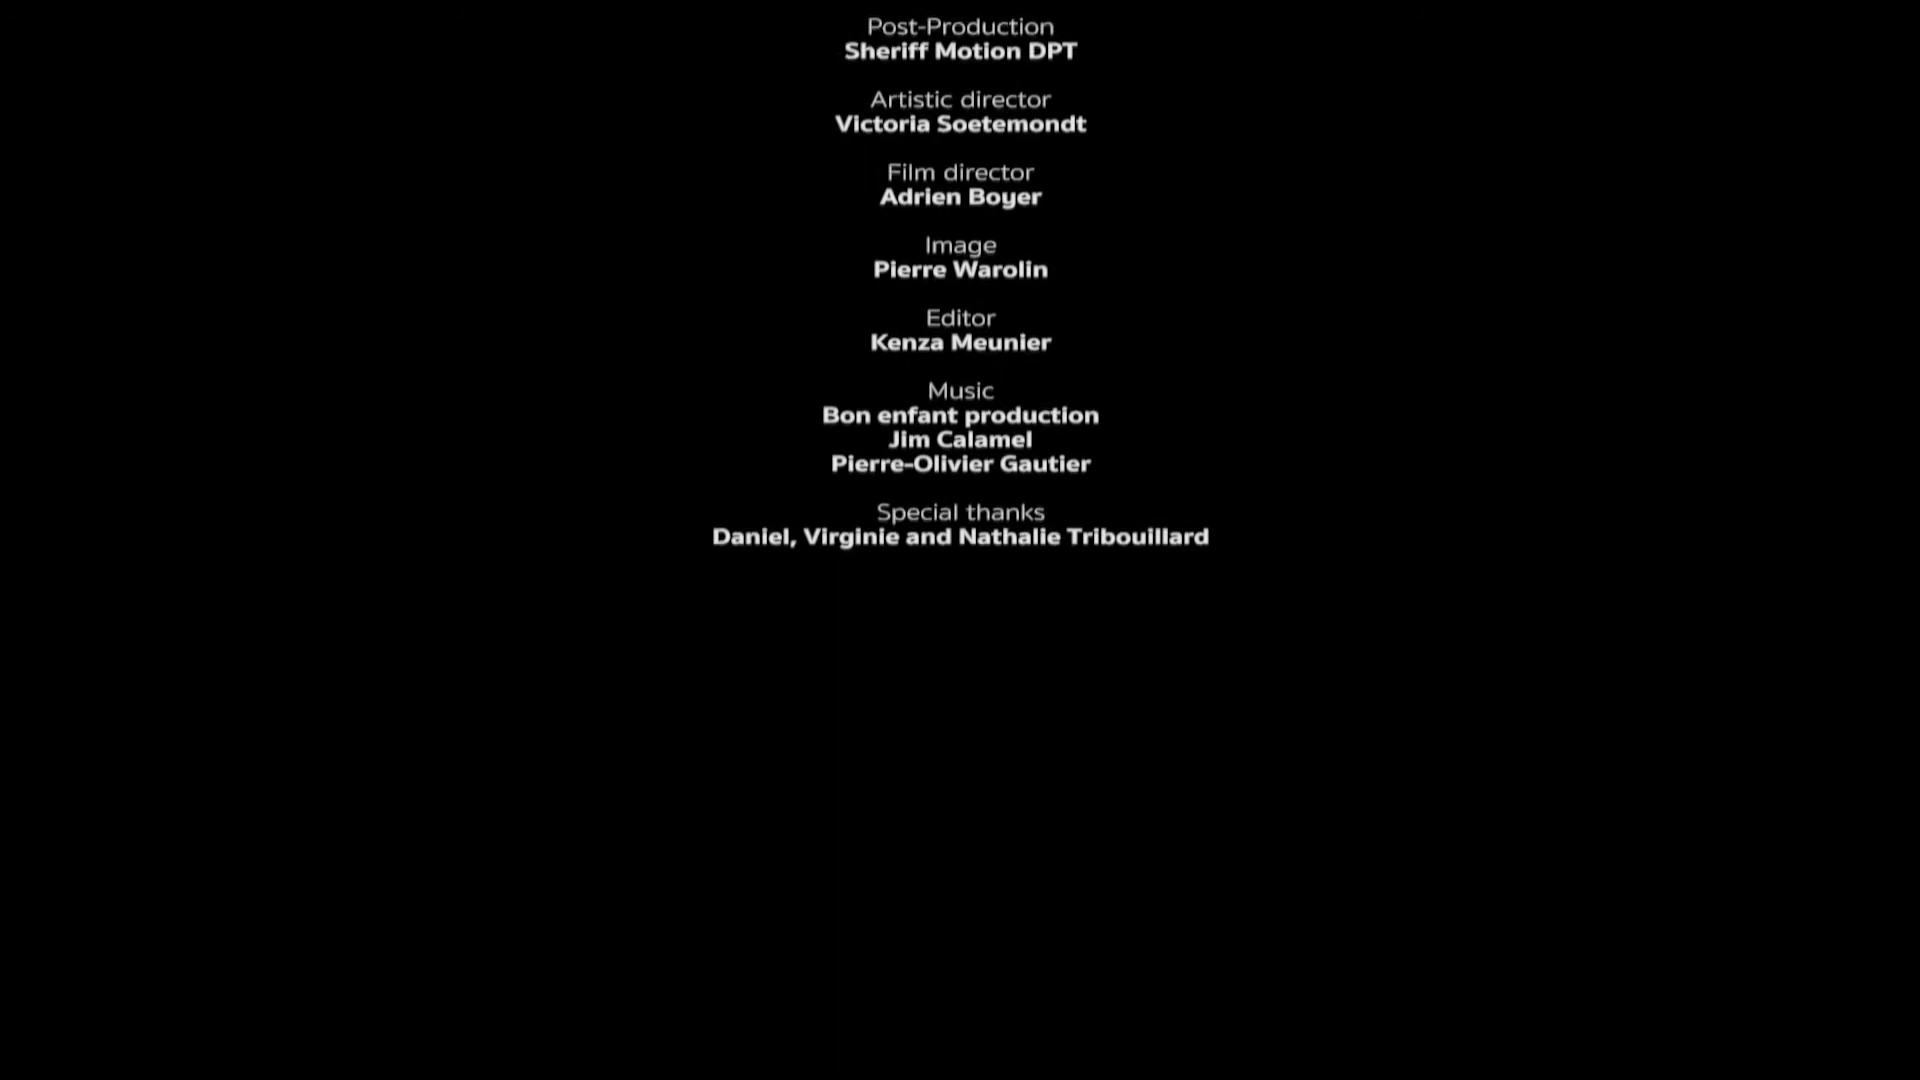 Post-Production
Sheriff Motion DPT
Artistic director
Victoria Soetemondt
Film director
Adrien Boyer
Image
Pierre Warolin
Editor
Kenza Meunier
Music
Bon enfant production
Jim Calamel
Pierre-Olivier Gautier
Special thanks
Daniel, Virginie and Nathalie Tribouillard